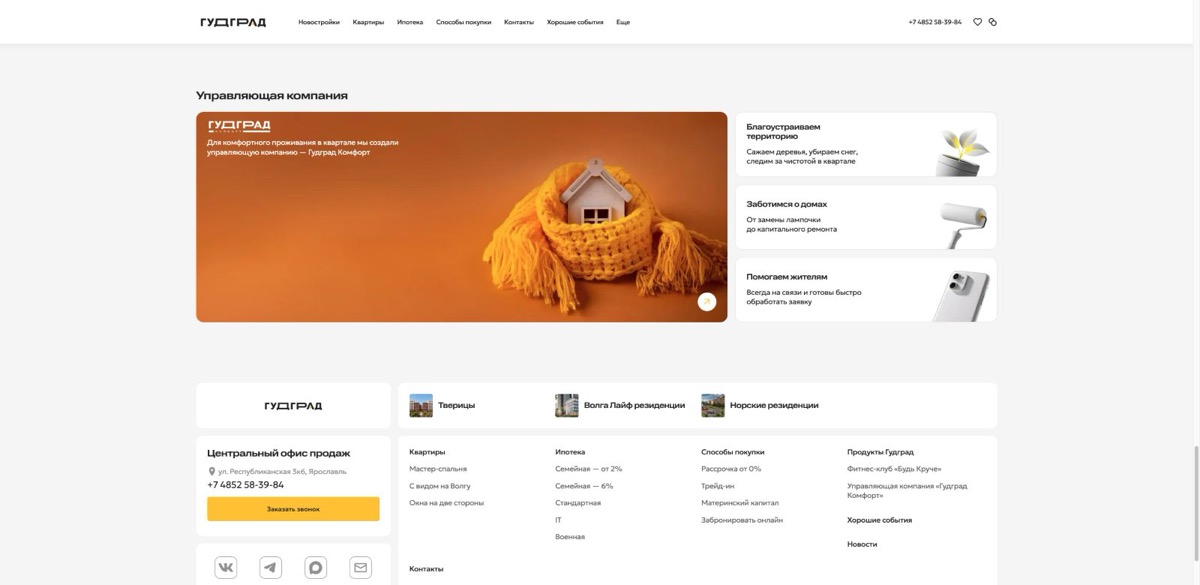 ГУДГРАД
Новостройки Квартиры Ипотека Способы покупки Контакты Хорошие события Еще
+7 4852 58-39-84
Управляющая компания
ГУДГРАД
Для комфортного проживания в квартале мы создали
управляющую компанию — Гудград Комфорт
Благоустраиваем
территорию
Сажаем деревья, убираем снег,
следим за чистотой в квартале
Заботимся о домах
От замены лампочки
до капитального ремонта
Помогаем жителям
Всегда на связи и готовы быстро
обработать заявку
ГУДГРАД
Тверицы
Волга Лайф резиденции
Норские резиденции
Центральный офис продаж
ул. Республиканская 3к6, Ярославль
+7 4852 58-39-84
Заказать звонок
Квартиры
Мастер-спальня
С видом на Волгу
Окна на две стороны
Ипотека
Семейная — от 2%
Семейная — 6%
Стандартная
IT
Военная
Способы покупки
Рассрочка от 0%
Трейд-ин
Материнский капитал
Забронировать онлайн
Продукты Гудград
Фитнес-клуб «Будь Круче»
Управляющая компания «Гудград
Комфорт»
Хорошие события
Новости
Контакты